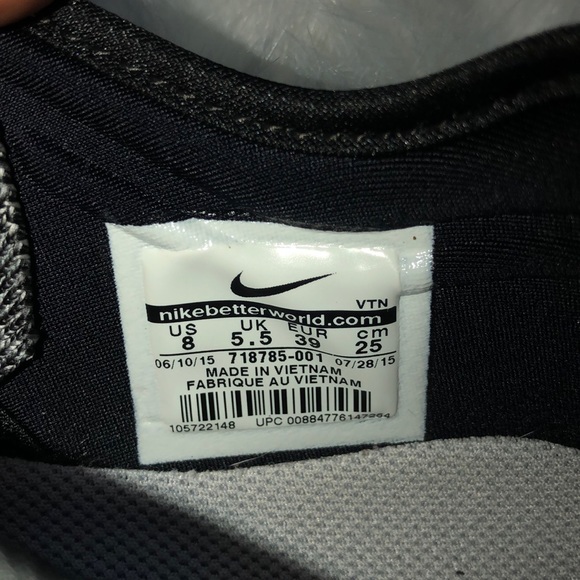 VTN
nikebetterworld.com
US UK EUR cm
8 5.5 39 25
06/10/15 718785-001 07/28/15
MADE IN VIETNAM
FABRIQUE AU VIETNAM
105722148 UPC